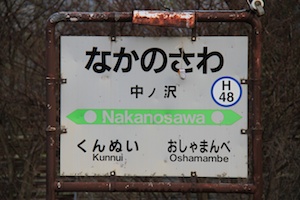 なかのさわ
中ノ沢
H
48
Nakanosawa
くんぬい おしゃまんべ
Kunnui Oshamambe